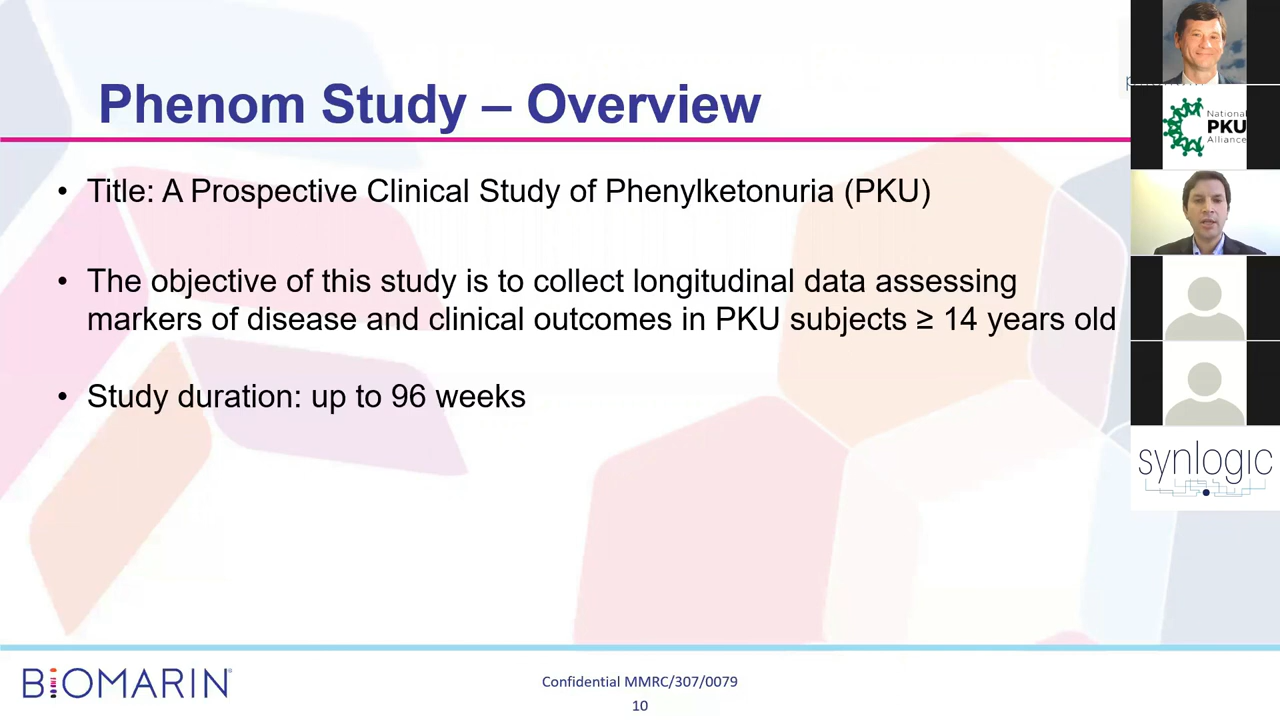 Phenom Study – Overview
• Title: A Prospective Clinical Study of Phenylketonuria (PKU)
• The objective of this study is to collect longitudinal data assessing
markers of disease and clinical outcomes in PKU subjects ≥ 14 years old
• Study duration: up to 96 weeks
National
PKU
Alliance
synlogic
BIOMARIN
Confidential MMRC/307/0079
10